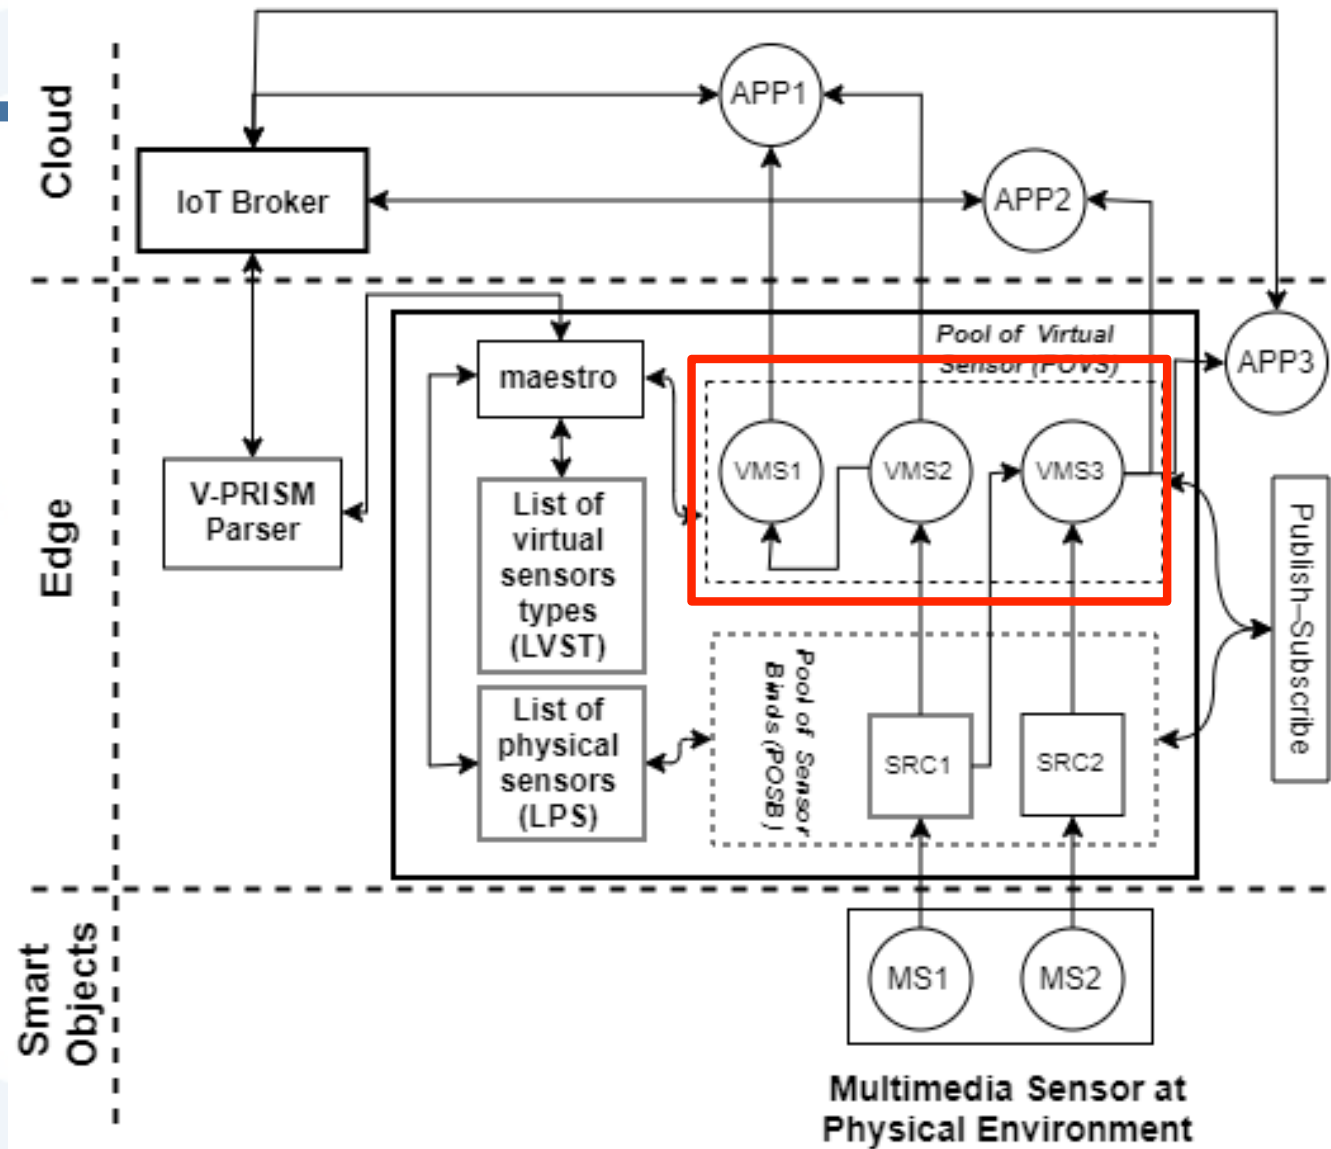 Cloud
APP1
IoT Broker
APP2
Pool of Virtual
Sensor (POVS)
maestro
APP3
VMS1
VMS2
VMS3
V-PRISM
Parser
List of
virtual
sensors
types
(LVST)
Edge
Publish–Subscribe
Pool of Sensor
Binds (POSB)
List of
physical
sensors
(LPS)
SRC1
SRC2
Smart
Objects
MS1
MS2
Multimedia Sensor at
Physical Environment